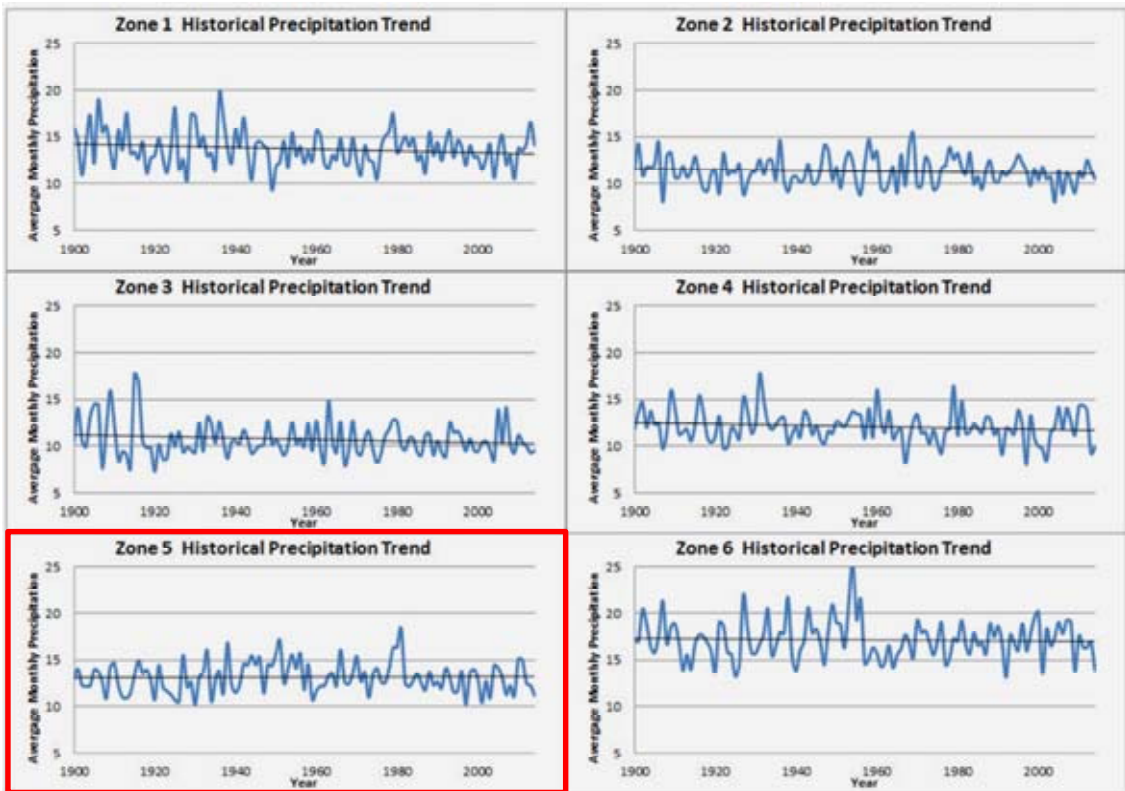 Zone 1 Historical Precipitation Trend
Avergage Monthly Precipitation
25
20
15
10
5
1900 1920 1940 1960 1980 2000
Year
Zone 2 Historical Precipitation Trend
Avergage Monthly Precipitation
25
20
15
10
5
1900 1920 1940 1960 1980 2000
Year
Zone 3 Historical Precipitation Trend
Avergage Monthly Precipitation
25
20
15
10
5
1900 1920 1940 1960 1980 2000
Year
Zone 4 Historical Precipitation Trend
Avergage Monthly Precipitation
25
20
15
10
5
1900 1920 1940 1960 1980 2000
Year
Zone 5 Historical Precipitation Trend
Avergage Monthly Precipitation
25
20
15
10
5
1900 1920 1940 1960 1980 2000
Year
Zone 6 Historical Precipitation Trend
Avergage Monthly Precipitation
25
20
15
10
5
1900 1920 1940 1960 1980 2000
Year